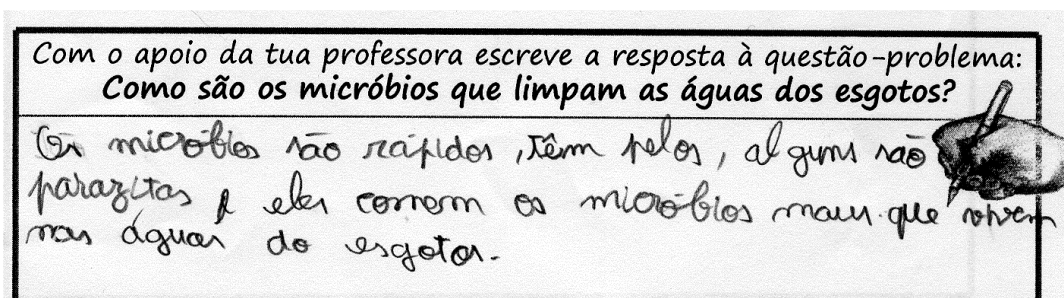 Com o apoio da tua professora escreve a resposta à questão-problema:
Como são os micróbios que limpam as águas dos esgotos?
Os micróbios são rápidos, têm pelos, alguns são
parazitas e eles comem os micróbios maus que vivem
nas águas do esgotos.